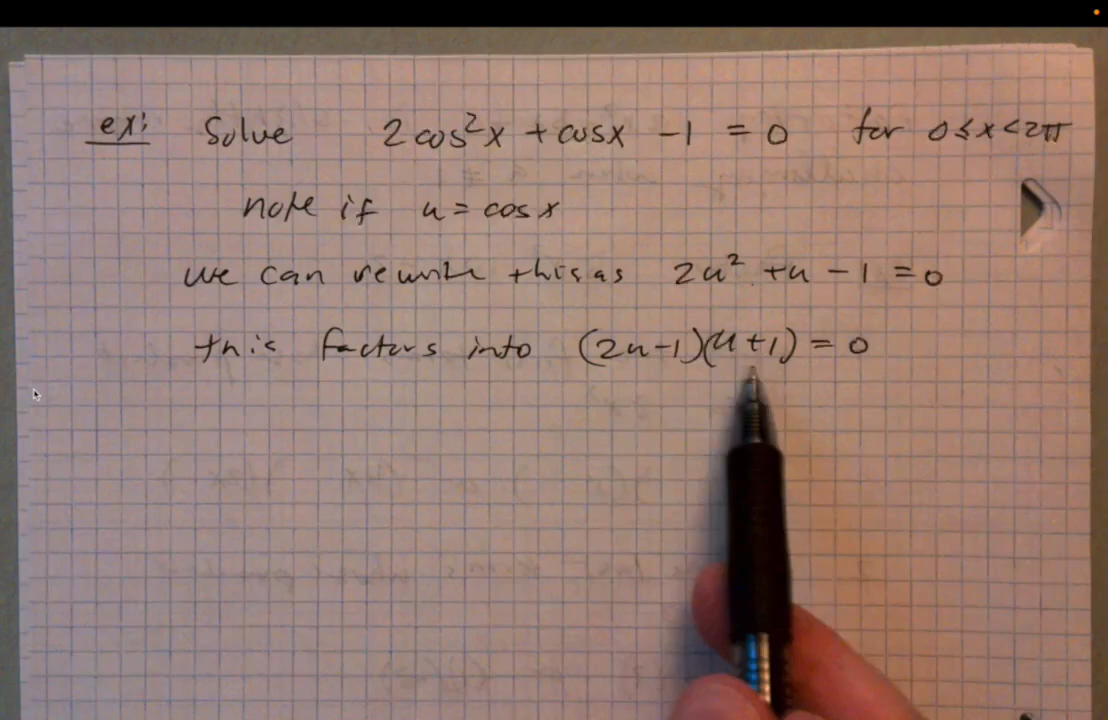 ex: Solve 2cos²x + cosx - 1 = 0 for 0 ≤ x < 2π
note if u = cosx
we can rewrite this as 2u² + u - 1 = 0
this factors into (2u-1)(u+1) = 0